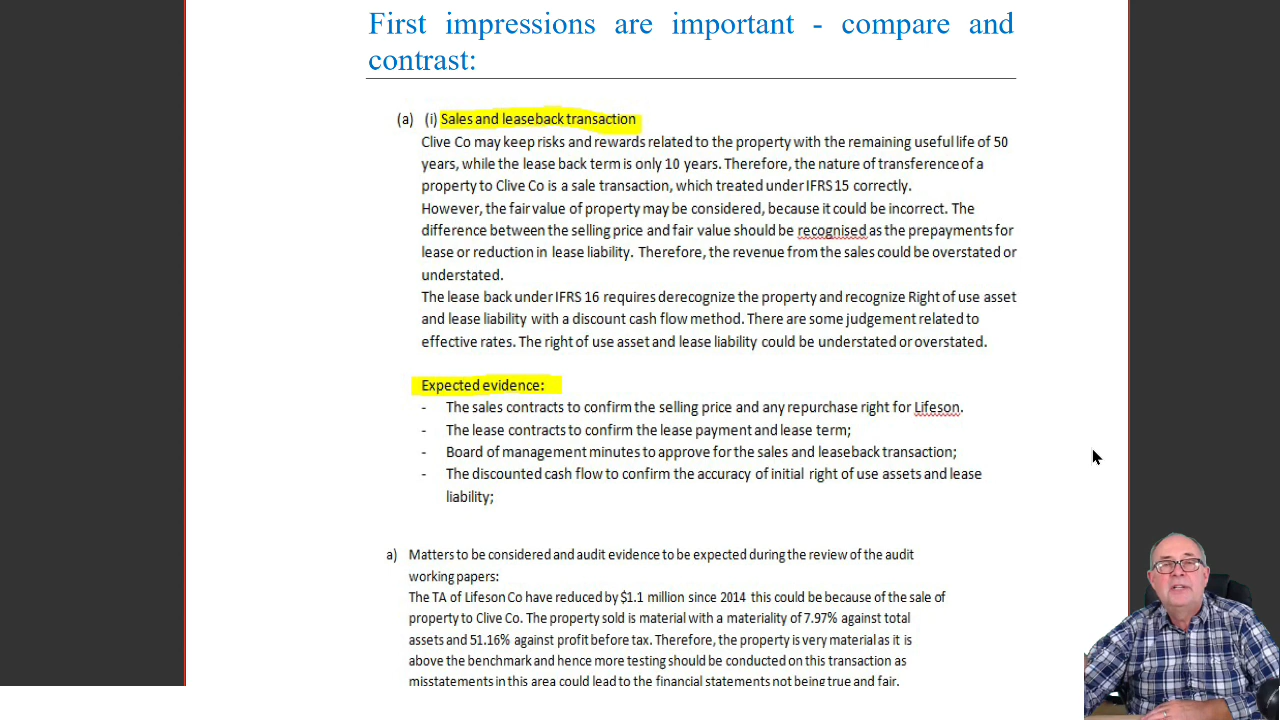 First impressions are important - compare and
contrast:
(a) (i) Sales and leaseback transaction
Clive Co may keep risks and rewards related to the property with the remaining useful life of 50
years, while the lease back term is only 10 years. Therefore, the nature of transference of a
property to Clive Co is a sale transaction, which treated under IFRS 15 correctly.
However, the fair value of property may be considered, because it could be incorrect. The
difference between the selling price and fair value should be recognised as the prepayments for
lease or reduction in lease liability. Therefore, the revenue from the sales could be overstated or
understated.
The lease back under IFRS 16 requires derecognize the property and recognize Right of use asset
and lease liability with a discount cash flow method. There are some judgement related to
effective rates. The right of use asset and lease liability could be understated or overstated.
Expected evidence:
- The sales contracts to confirm the selling price and any repurchase right for Lifeson.
- The lease contracts to confirm the lease payment and lease term;
- Board of management minutes to approve for the sales and leaseback transaction;
- The discounted cash flow to confirm the accuracy of initial right of use assets and lease
liability;
a) Matters to be considered and audit evidence to be expected during the review of the audit
working papers:
The TA of Lifeson Co have reduced by $1.1 million since 2014 this could be because of the sale of
property to Clive Co. The property sold is material with a materiality of 7.97% against total
assets and 51.16% against profit before tax. Therefore, the property is very material as it is
above the benchmark and hence more testing should be conducted on this transaction as
misstatements in this area could lead to the financial statements not being true and fair.